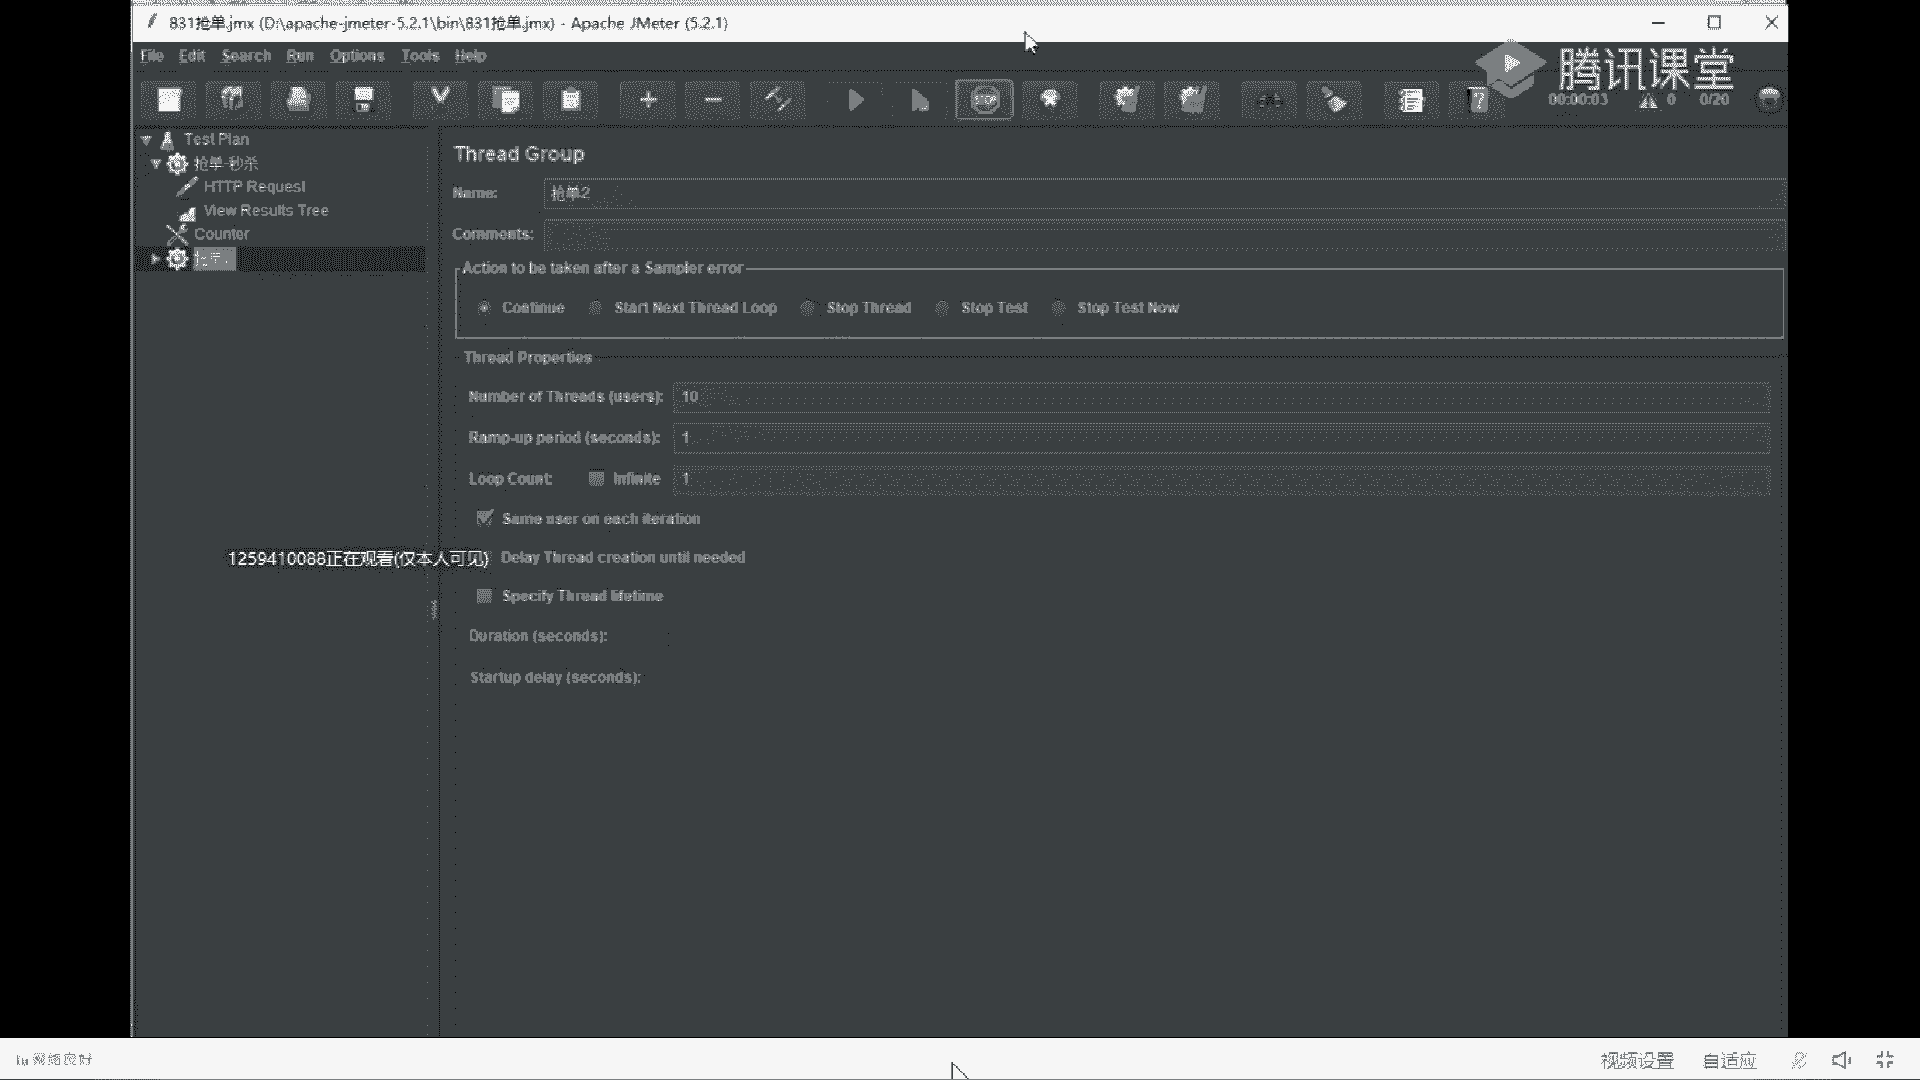 831抢单.jmx (D:\apache-jmeter-5.2.1\bin\831抢单.jmx) - Apache JMeter (5.2.1)
File Edit Search Run Options Tools Help
腾讯课堂
STOP
00:00:03 0 0/20
Test Plan
抢单-秒杀
HTTP Request
View Results Tree
Counter
Thread Group
Name: 抢单2
Comments:
Action to be taken after a Sampler error
Continue Start Next Thread Loop Stop Thread Stop Test Stop Test Now
Thread Properties
Number of Threads (users): 10
Ramp-up period (seconds): 1
Loop Count: Infinite 1
Same user on each iteration
1259410088正在观看(仅本人可见)
Delay Thread creation until needed
Specify Thread lifetime
Duration (seconds):
Startup delay (seconds):
网络良好
视频设置 自适应